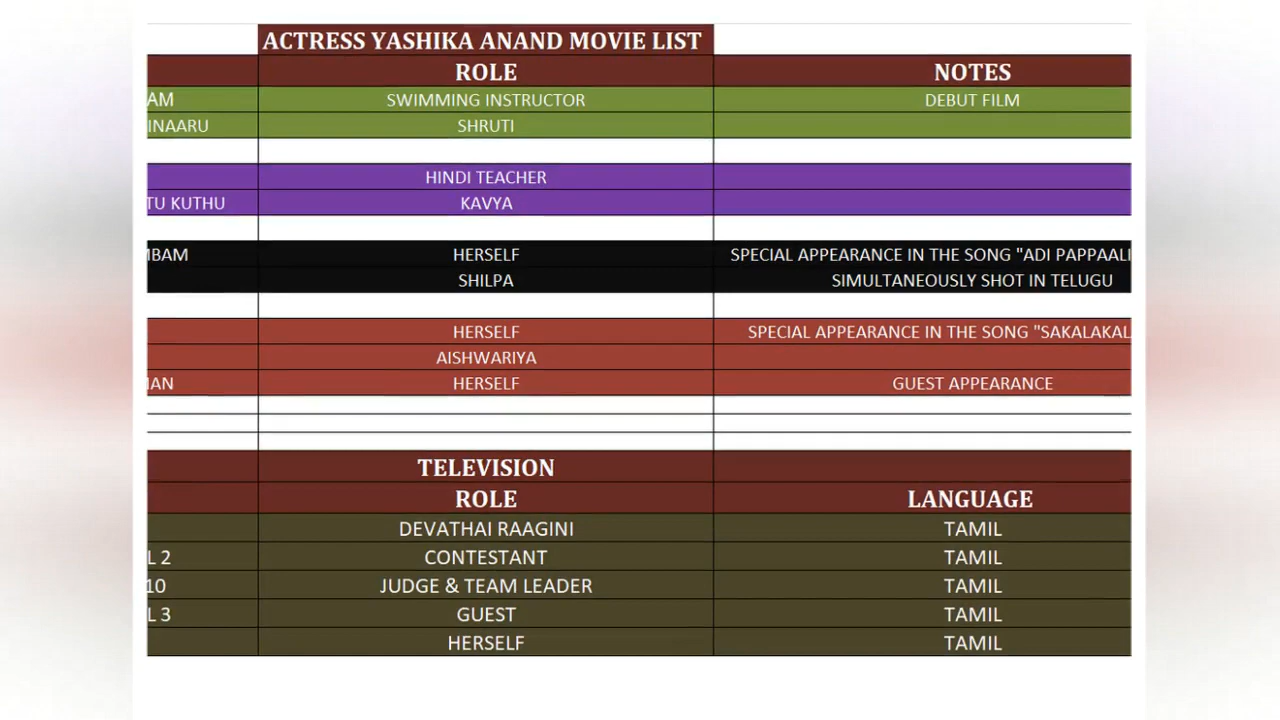 ACTRESS YASHIKA ANAND MOVIE LIST
ROLE NOTES
AM SWIMMING INSTRUCTOR DEBUT FILM
INAARU SHRUTI
HINDI TEACHER
TU KUTHU KAVYA
MBAM HERSELF SPECIAL APPEARANCE IN THE SONG "ADI PAPPAALI
SHILPA SIMULTANEOUSLY SHOT IN TELUGU
HERSELF SPECIAL APPEARANCE IN THE SONG "SAKALAKAL
AISHWARIYA
MAN HERSELF GUEST APPEARANCE
TELEVISION
ROLE LANGUAGE
DEVATHAI RAAGINI TAMIL
L 2 CONTESTANT TAMIL
10 JUDGE & TEAM LEADER TAMIL
L 3 GUEST TAMIL
HERSELF TAMIL